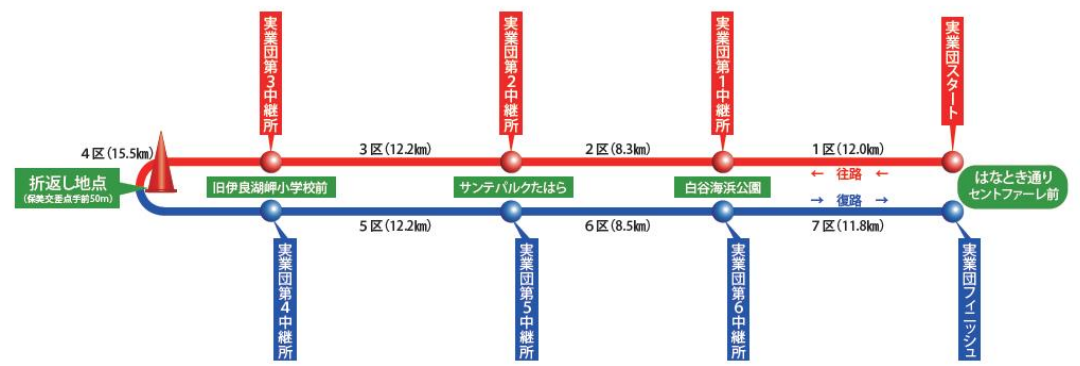 実業団第3中継所
実業団第2中継所
実業団第1中継所
実業団スタート
4区(15.5㎞)
3区(12.2㎞)
2区(8.3㎞)
1区(12.0㎞)
← 往路 ←
折返し地点
(保美交差点手前50m)
旧伊良湖岬小学校前
サンテパルクたはら
白谷海浜公園
はなとき通り
セントファーレ前
→ 復路 →
5区(12.2㎞)
6区(8.5㎞)
7区(11.8㎞)
実業団第4中継所
実業団第5中継所
実業団第6中継所
実業団フィニッシュ